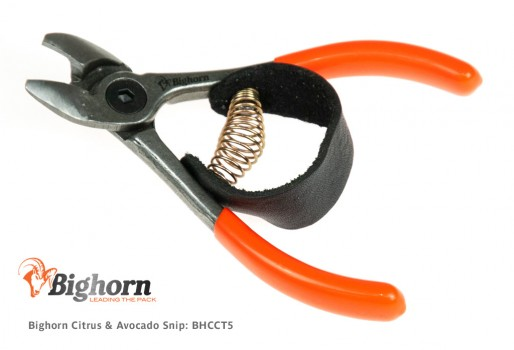 Bighorn
Bighorn
LEADING THE PACK
Bighorn Citrus & Avocado Snip: BHCCT5